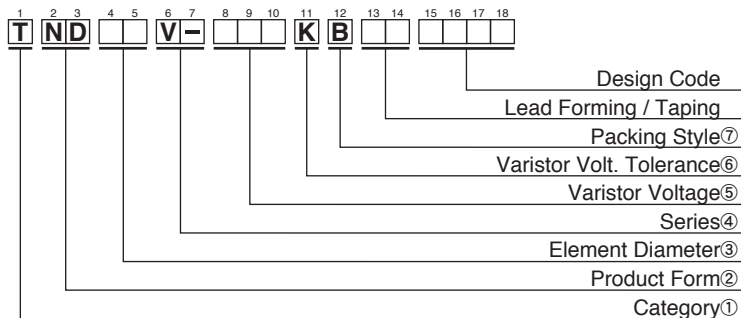 1 2 3 4 5 6 7 8 9 10 11 12 13 14 15 16 17 18
T N D V – K B
Design Code
Lead Forming / Taping
Packing Style⑦
Varistor Volt. Tolerance⑥
Varistor Voltage⑤
Series④
Element Diameter③
Product Form②
Category①